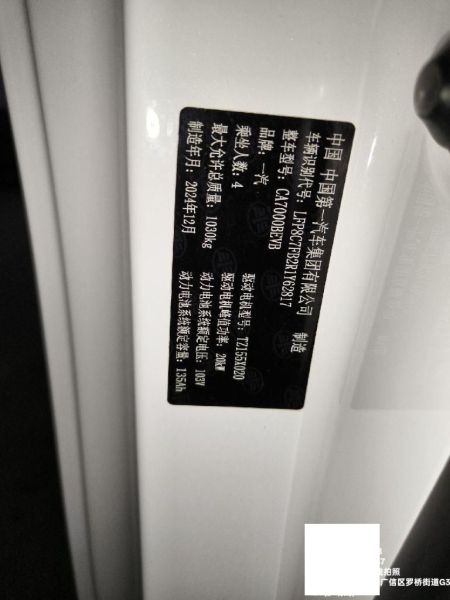 中国 中国第一汽车集团有限公司 制造
车辆识别代号: LFP8C7FB2R1Y62817
整车型号: CA7000BEVB
品牌: 一汽
乘坐人数: 4
最大允许总质量: 1030kg
制造年月: 2024年12月
驱动电机型号: TZ155X020
驱动电机峰值功率: 20kW
动力电池系统额定电压: 103V
动力电池系统额定容量: 135Ah
拍照
广信区罗桥街道G3